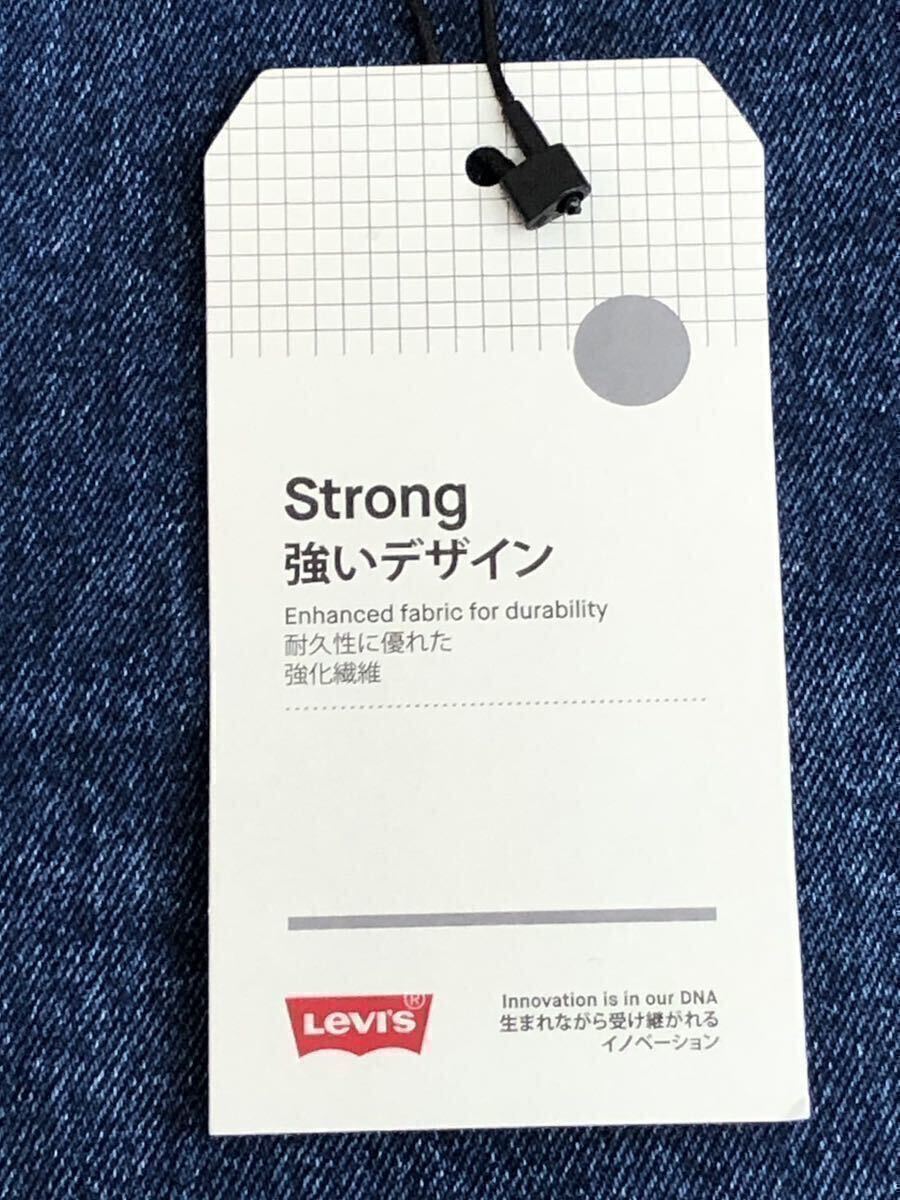 Strong
強いデザイン
Enhanced fabric for durability
耐久性に優れた
強化繊維
LEVI'S ®
Innovation is in our DNA
生まれながら受け継がれる
イノベーション